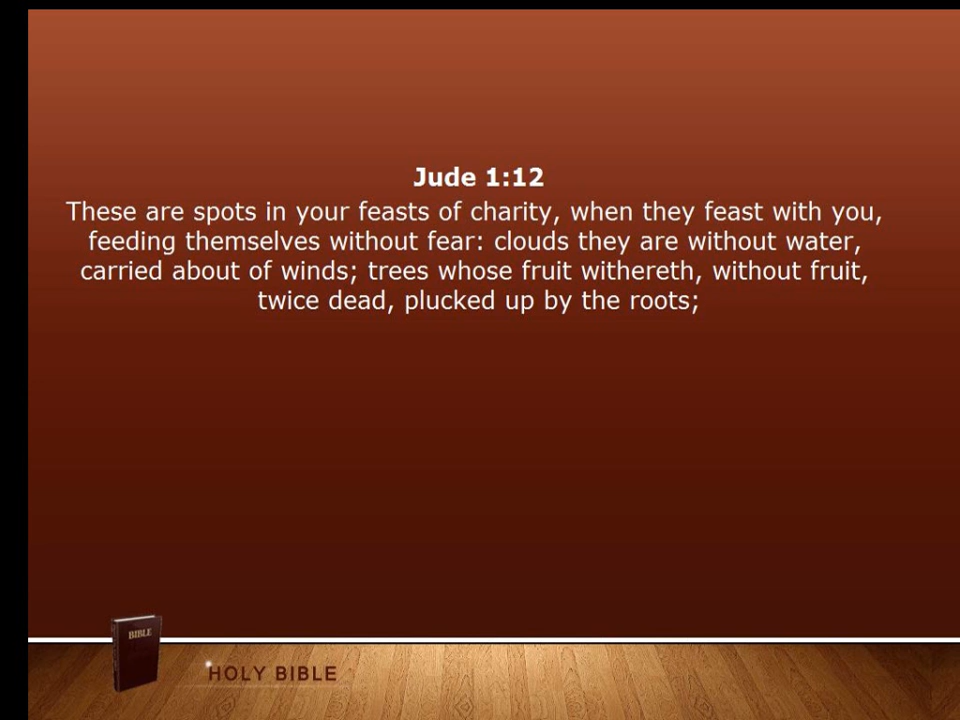 Jude 1:12
These are spots in your feasts of charity, when they feast with you,
feeding themselves without fear: clouds they are without water,
carried about of winds; trees whose fruit withereth, without fruit,
twice dead, plucked up by the roots;
BIBLE
HOLY BIBLE